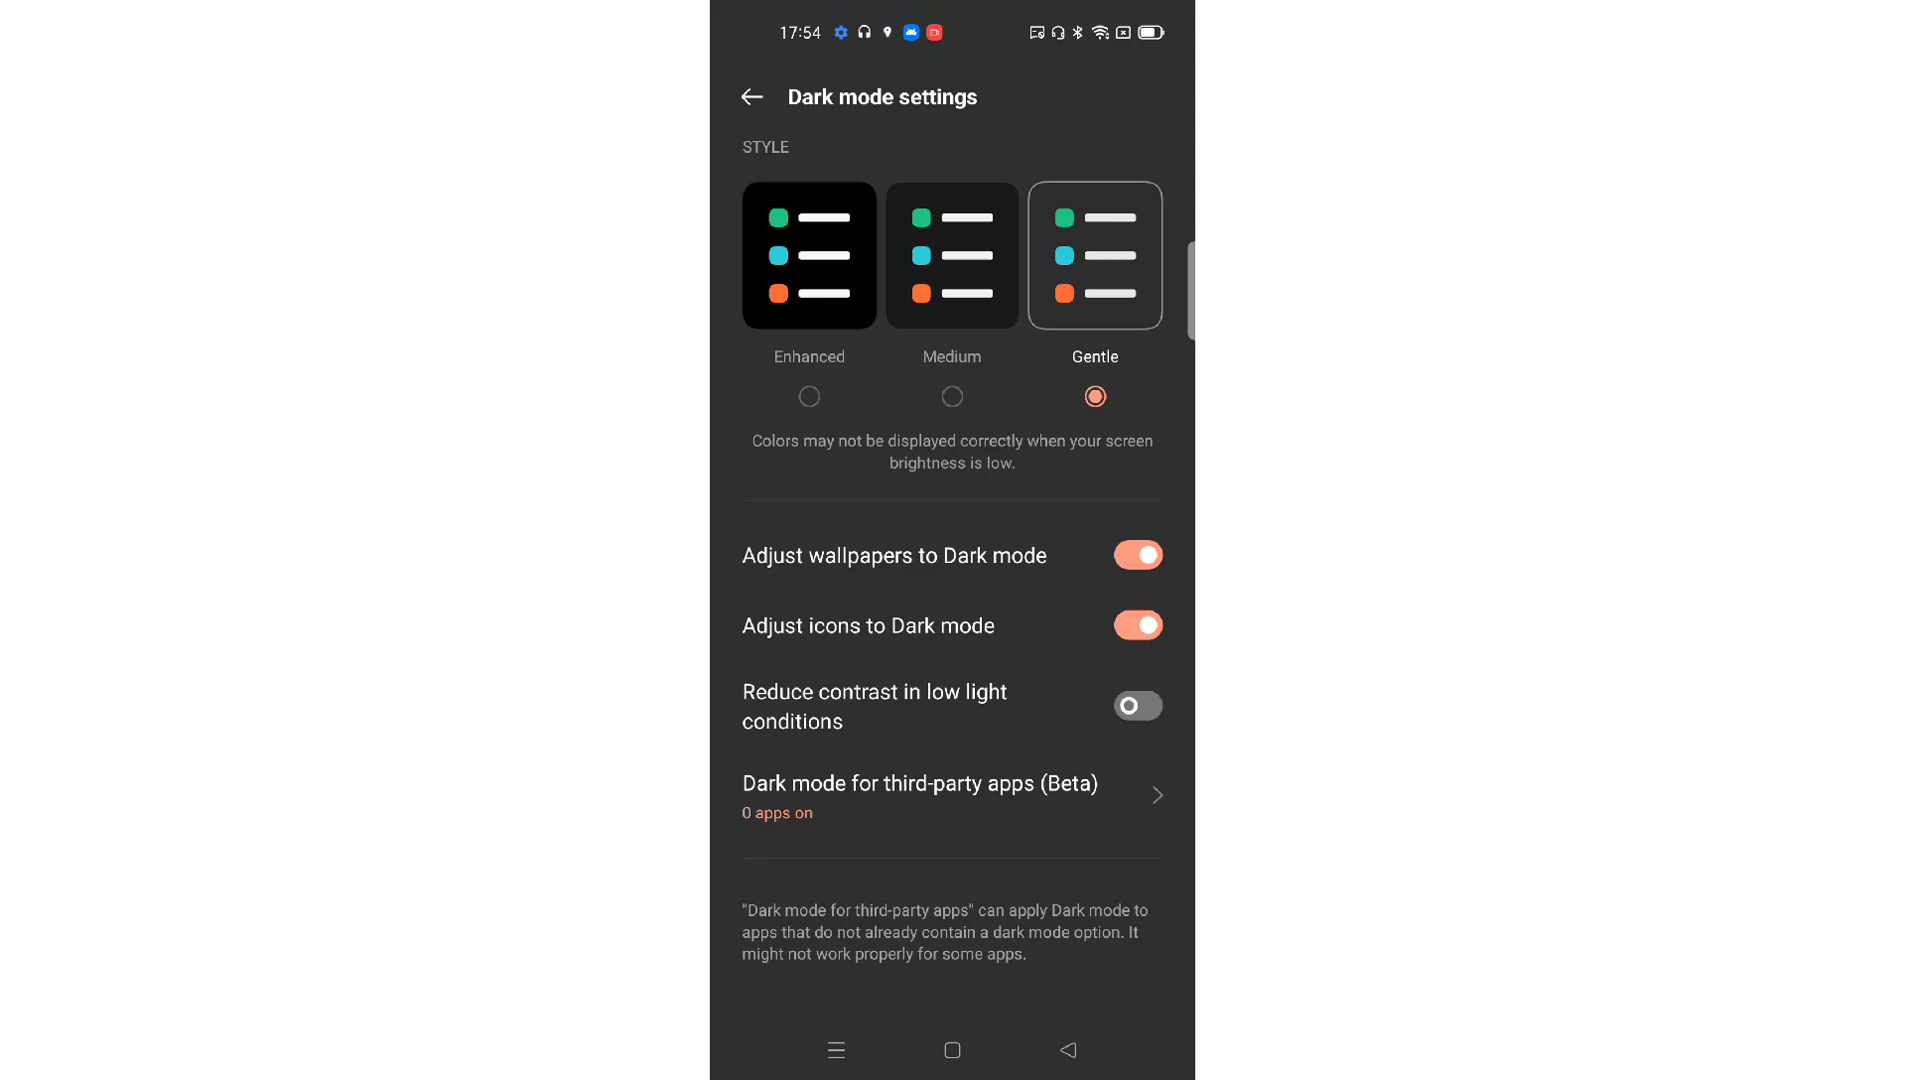 17:54
Dark mode settings
STYLE
Enhanced
Medium
Gentle
Colors may not be displayed correctly when your screen
brightness is low.
Adjust wallpapers to Dark mode
Adjust icons to Dark mode
Reduce contrast in low light
conditions
Dark mode for third-party apps (Beta)
0 apps on
"Dark mode for third-party apps" can apply Dark mode to
apps that do not already contain a dark mode option. It
might not work properly for some apps.